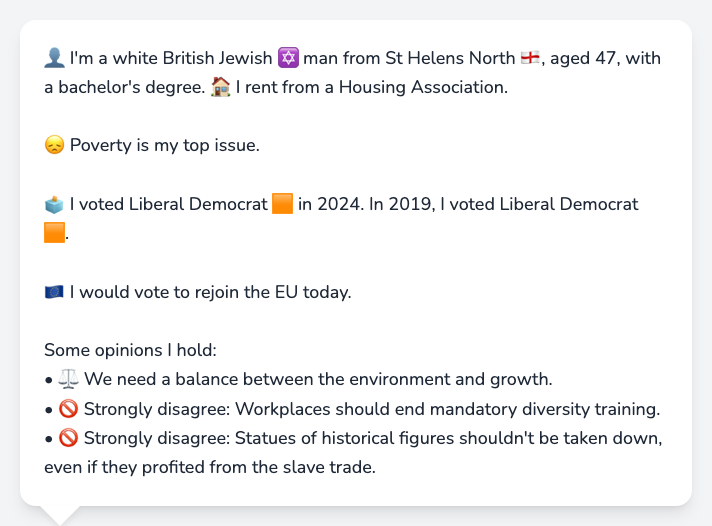 👤 I'm a white British Jewish ✡️ man from St Helens North 🏴󠁧󠁢󠁥󠁮󠁧󠁿, aged 47, with
a bachelor's degree. 🏠 I rent from a Housing Association.
😞 Poverty is my top issue.
🗳️ I voted Liberal Democrat 🟧 in 2024. In 2019, I voted Liberal Democrat
🟧.
🇪🇺 I would vote to rejoin the EU today.
Some opinions I hold:
• ⚖️ We need a balance between the environment and growth.
• 🚫 Strongly disagree: Workplaces should end mandatory diversity training.
• 🚫 Strongly disagree: Statues of historical figures shouldn't be taken down,
even if they profited from the slave trade.